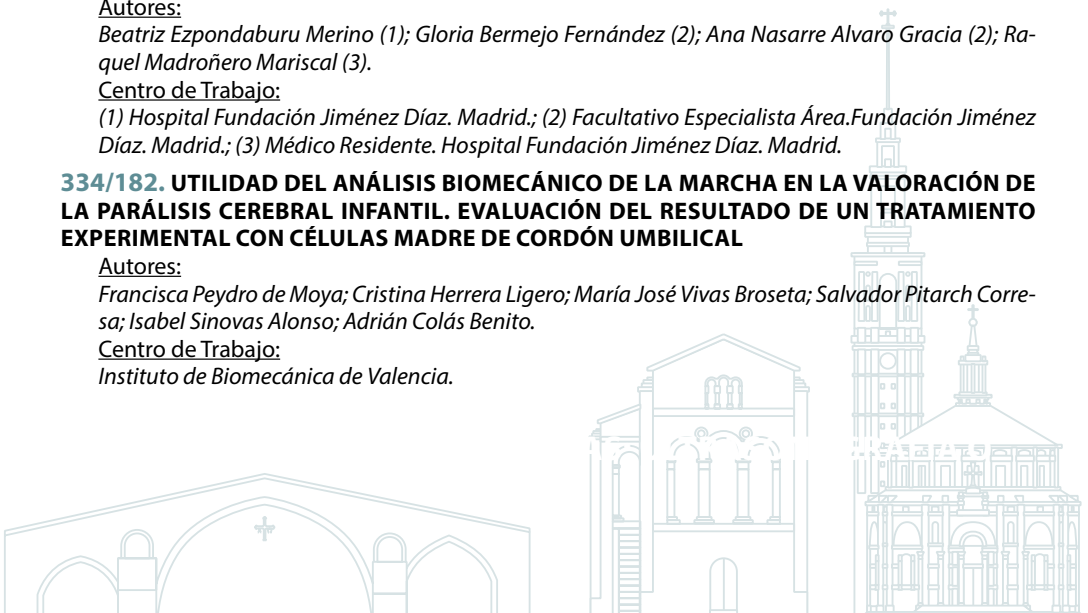 Autores:
Beatriz Ezpondaburu Merino (1); Gloria Bermejo Fernández (2); Ana Nasarre Alvaro Gracia (2); Ra-
quel Madroñero Mariscal (3).
Centro de Trabajo:
(1) Hospital Fundación Jiménez Díaz. Madrid.; (2) Facultativo Especialista Área.Fundación Jiménez
Díaz. Madrid.; (3) Médico Residente. Hospital Fundación Jiménez Díaz. Madrid.
334/182. UTILIDAD DEL ANÁLISIS BIOMECÁNICO DE LA MARCHA EN LA VALORACIÓN DE
LA PARÁLISIS CEREBRAL INFANTIL. EVALUACIÓN DEL RESULTADO DE UN TRATAMIENTO
EXPERIMENTAL CON CÉLULAS MADRE DE CORDÓN UMBILICAL
Autores:
Francisca Peydro de Moya; Cristina Herrera Ligero; María José Vivas Broseta; Salvador Pitarch Corre-
sa; Isabel Sinovas Alonso; Adrián Colás Benito.
Centro de Trabajo:
Instituto de Biomecánica de Valencia.